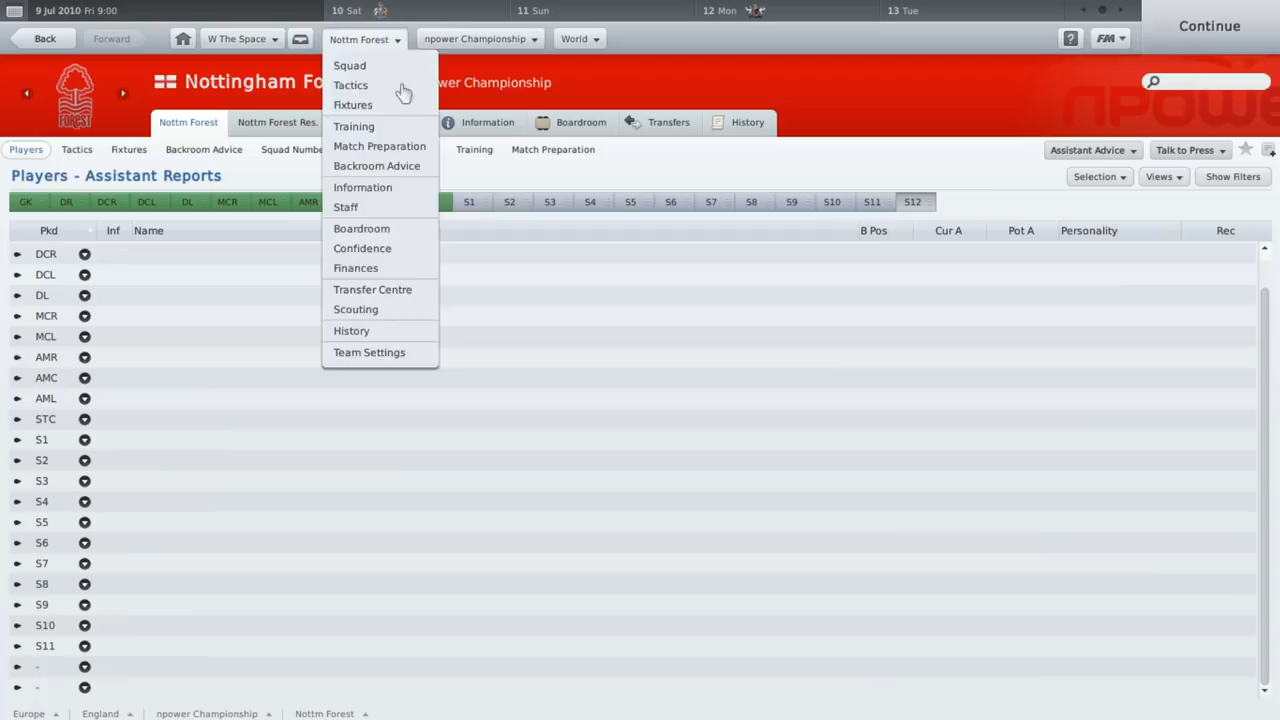 9 Jul 2010 Fri 9:00 10 Sat 11 Sun 12 Mon 13 Tue
Continue
Back Forward W The Space Nottm Forest npower Championship World ? FM
Nottingham Fo wer Championship
FOREST
nPowe
Nottm Forest Nottm Forest Res. Information Boardroom Transfers History
Players Tactics Fixtures Backroom Advice Squad Numbe Training Match Preparation Assistant Advice Talk to Press
Players - Assistant Reports Selection Views Show Filters
Squad
Tactics
Fixtures
Training
Match Preparation
Backroom Advice
Information
Staff
Boardroom
Confidence
Finances
Transfer Centre
Scouting
History
Team Settings
GK DR DCR DCL DL MCR MCL AMR S1 S2 S3 S4 S5 S6 S7 S8 S9 S10 S11 S12
Pkd Inf Name B Pos Cur A Pot A Personality Rec
DCR
DCL
DL
MCR
MCL
AMR
AMC
AML
STC
S1
S2
S3
S4
S5
S6
S7
S8
S9
S10
S11
-
-
Europe England npower Championship Nottm Forest